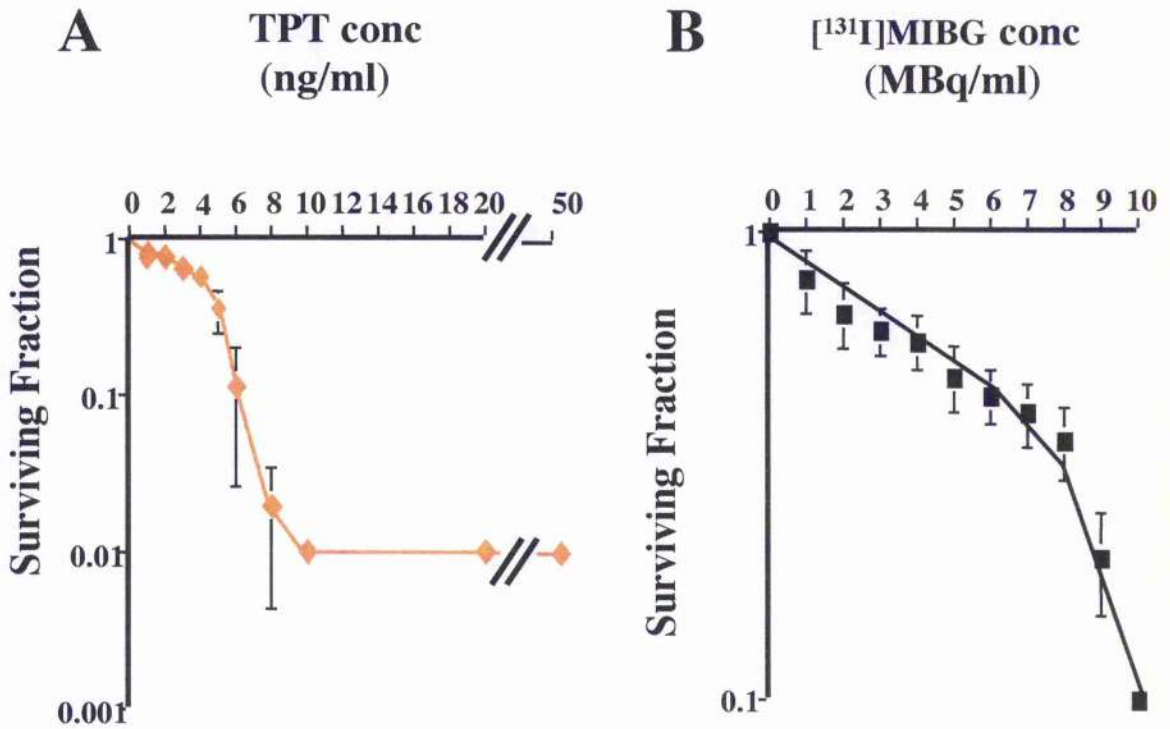 A
TPT conc
(ng/ml)
0 2 4 6 8 10 12 14 16 18 20 50
1
0.1
0.01
0.001
Surviving Fraction
B
[¹³¹I]MIBG conc
(MBq/ml)
0 1 2 3 4 5 6 7 8 9 10
1
0.1
Surviving Fraction